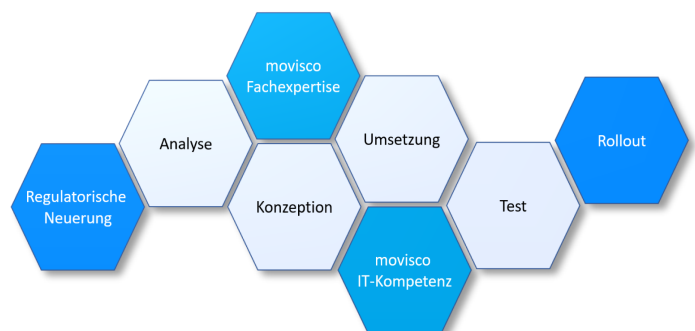 movisco
Fachexpertise
Analyse
Umsetzung
Rollout
Regulatorische
Neuerung
Konzeption
Test
movisco
IT-Kompetenz